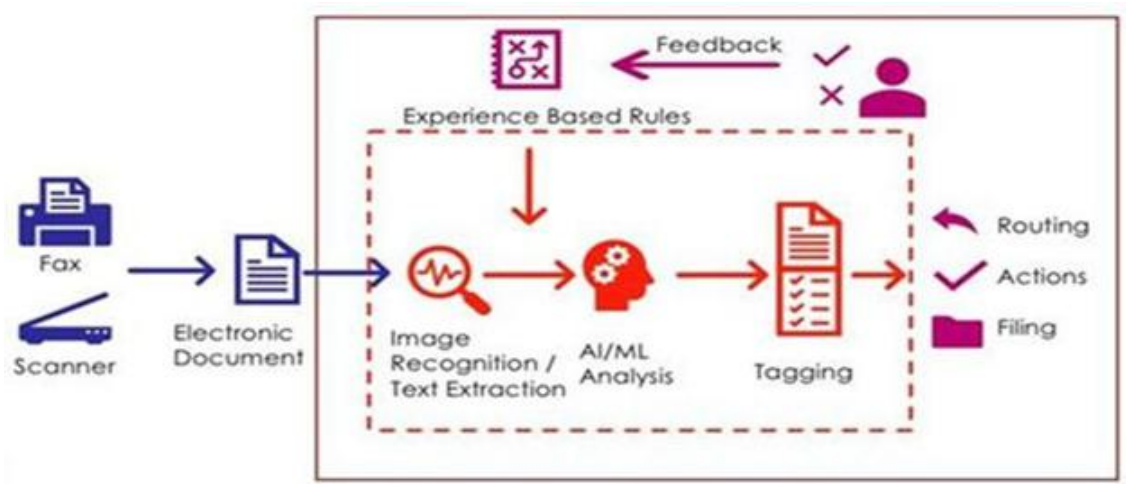 Feedback
Experience Based Rules
Fax
Scanner
Electronic
Document
Image
Recognition /
Text Extraction
AI/ML
Analysis
Tagging
Routing
Actions
Filing